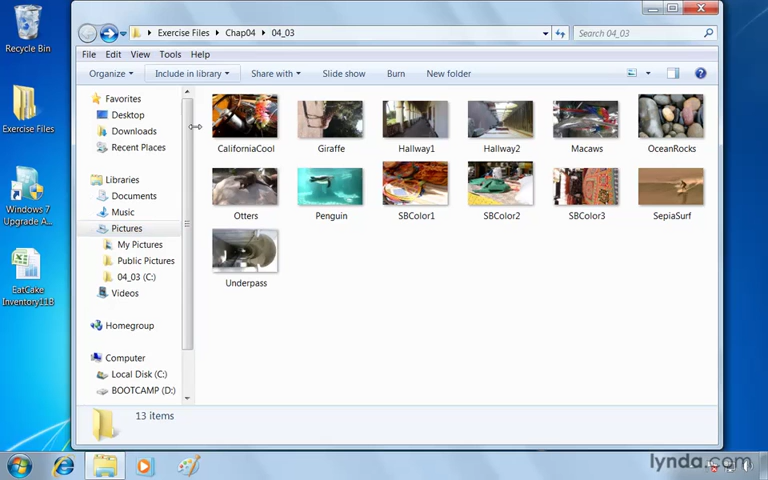 Recycle Bin
Exercise Files
Windows 7
Upgrade A...
EatCake
Inventory11B
Exercise Files
Chap04
04_03
Search 04_03
File
Edit
View
Tools
Help
Organize
Include in library
Share with
Slide show
Burn
New folder
Favorites
Desktop
Downloads
Recent Places
Libraries
Documents
Music
Pictures
My Pictures
Public Pictures
04_03 (C:)
Videos
Homegroup
Computer
Local Disk (C:)
BOOTCAMP (D:)
CaliforniaCool
Giraffe
Hallway1
Hallway2
Macaws
OceanRocks
Otters
Penguin
SBColor1
SBColor2
SBColor3
SepiaSurf
Underpass
13 items
lynda.com